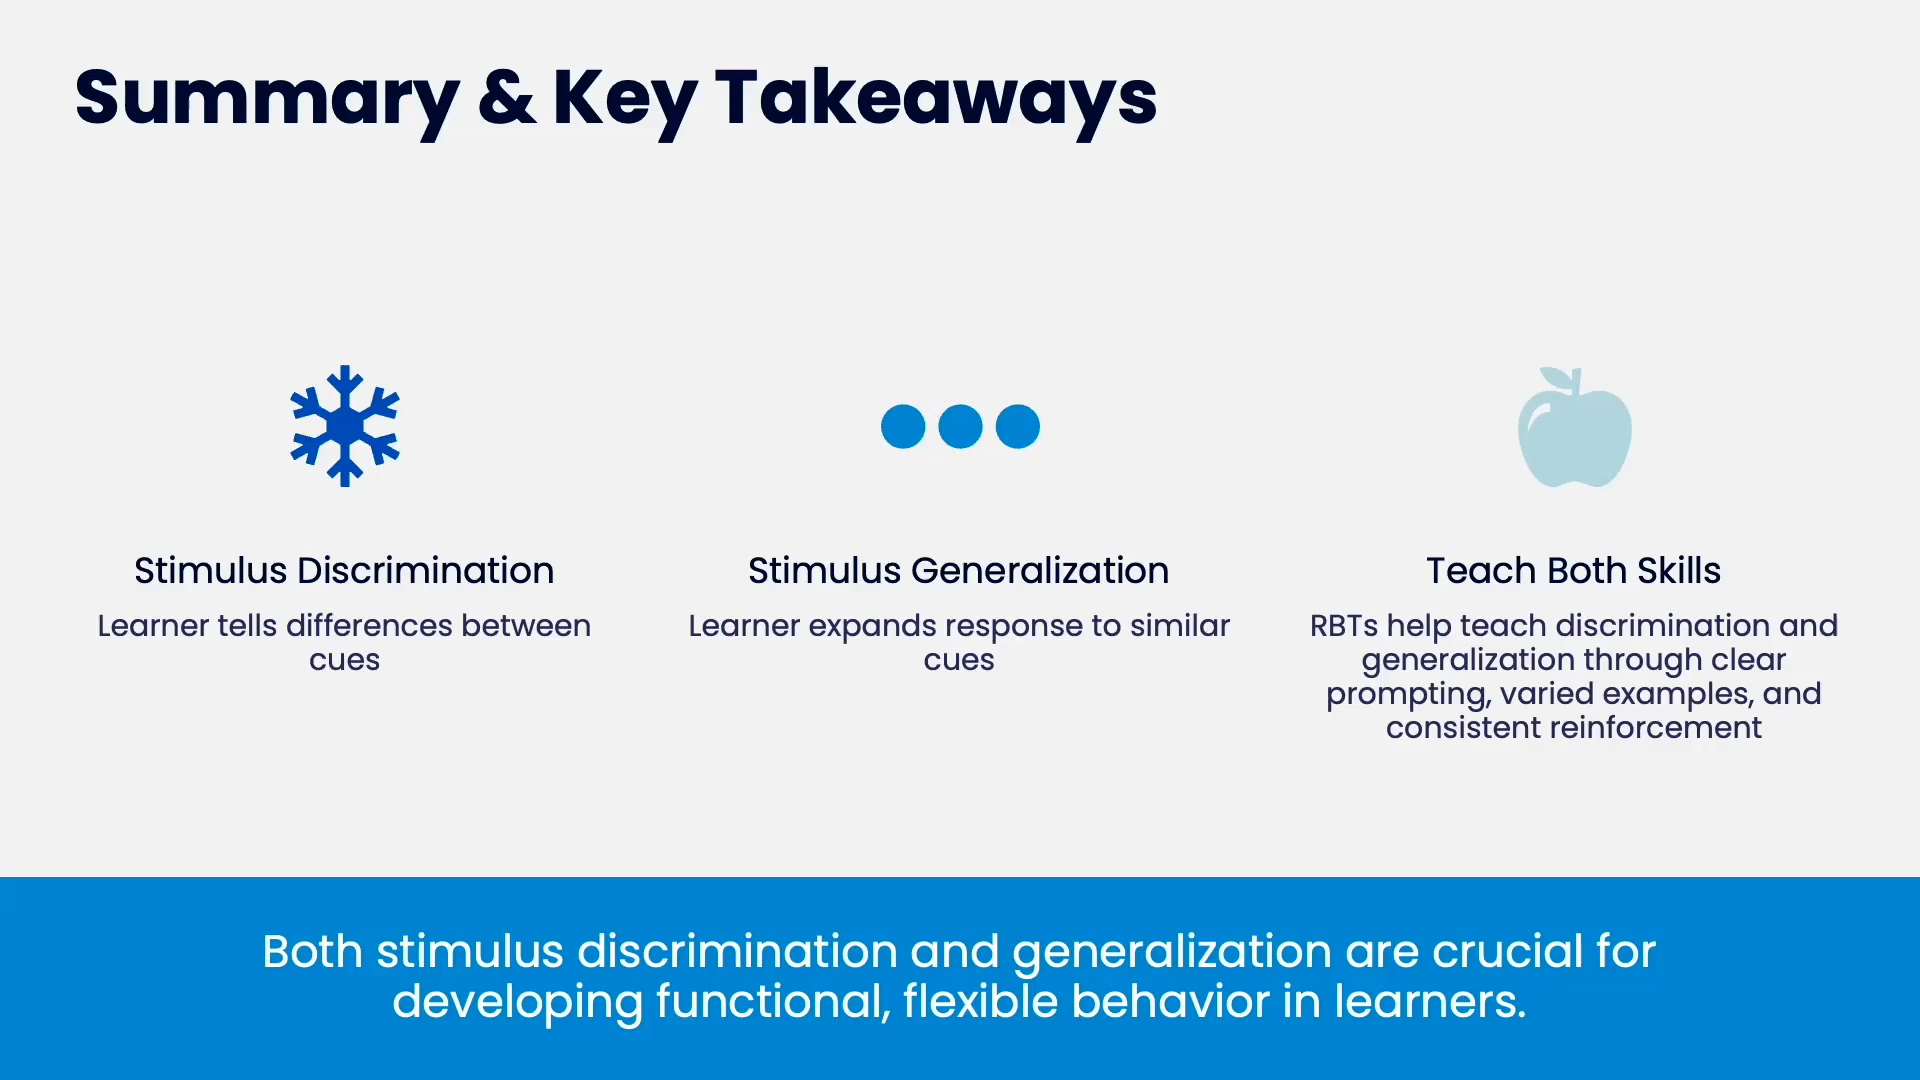 Summary & Key Takeaways
Stimulus Discrimination
Learner tells differences between
cues
Stimulus Generalization
Learner expands response to similar
cues
Teach Both Skills
RBTs help teach discrimination and
generalization through clear
prompting, varied examples, and
consistent reinforcement
Both stimulus discrimination and generalization are crucial for
developing functional, flexible behavior in learners.